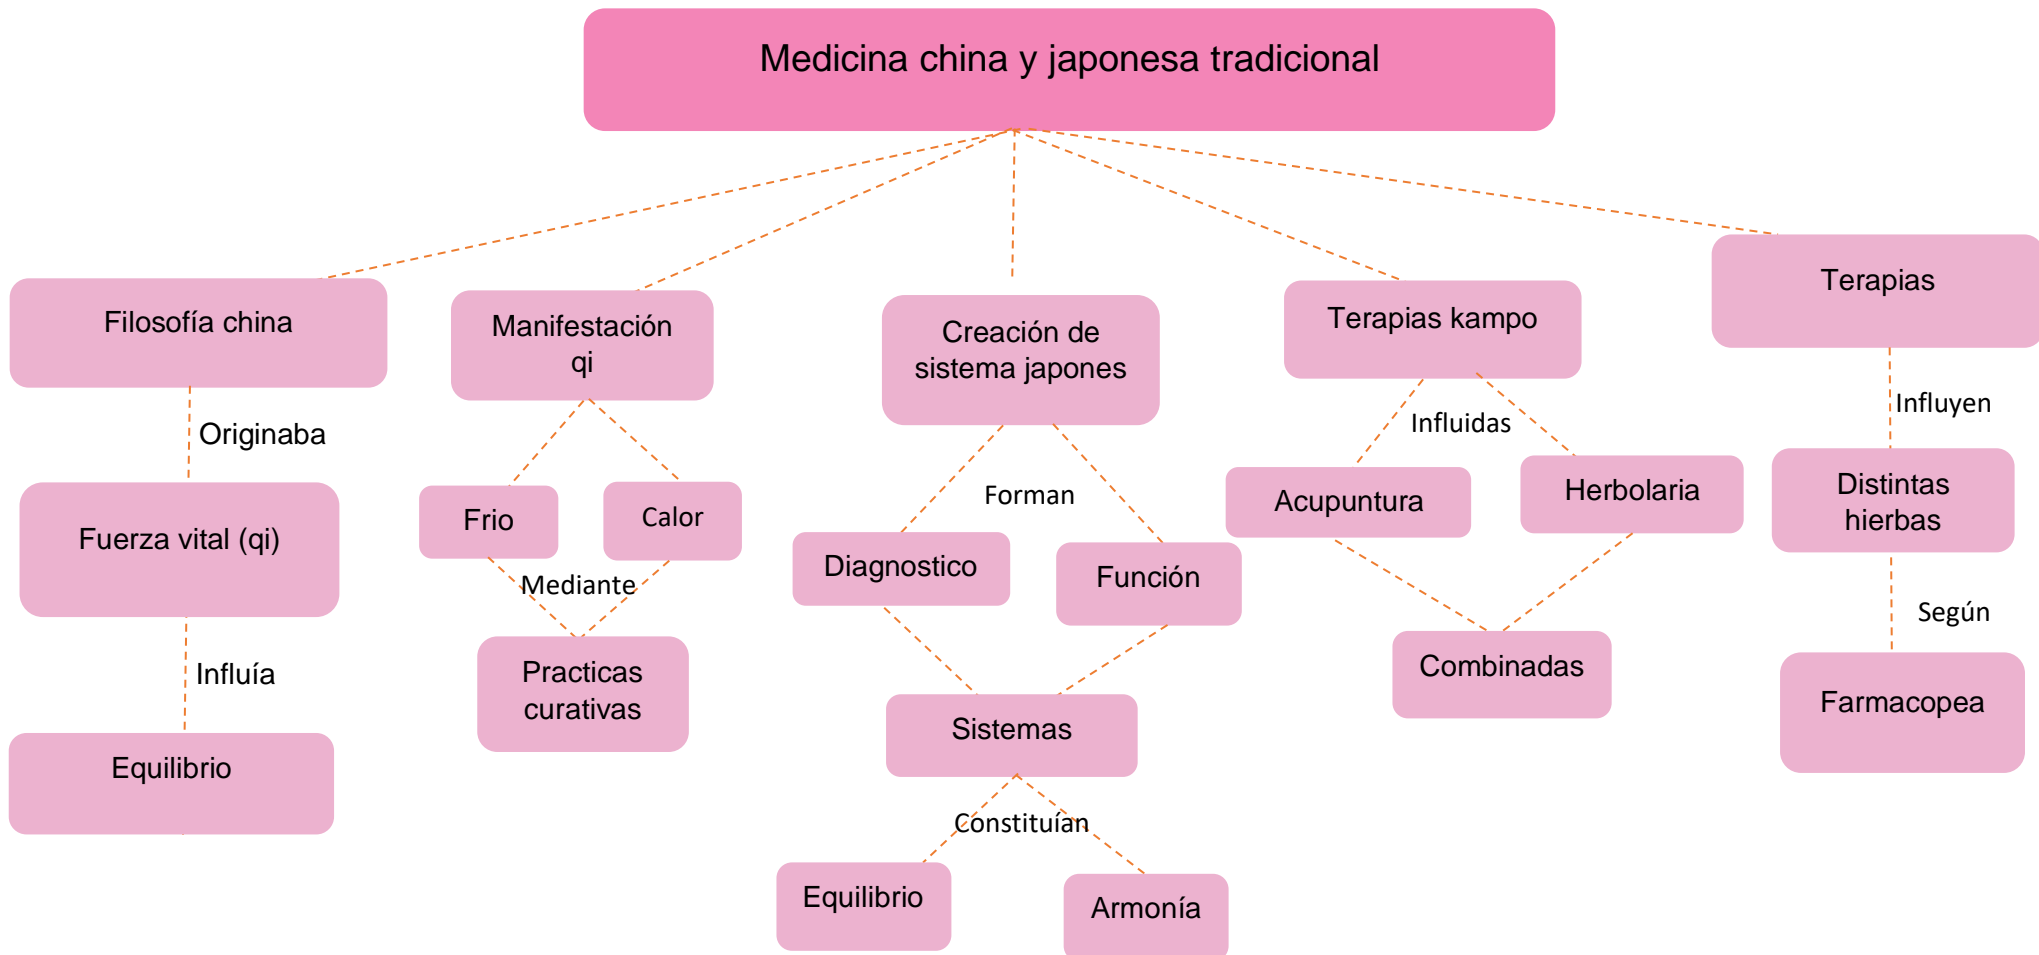 Medicina china y japonesa tradicional
Filosofía china
Originaba
Fuerza vital (qi)
Influía
Equilibrio
Manifestación
qi
Frio
Calor
Mediante
Practicas
curativas
Creación de
sistema japones
Forman
Diagnostico
Función
Sistemas
Constituían
Equilibrio
Armonía
Terapias kampo
Influidas
Acupuntura
Herbolaria
Combinadas
Terapias
Influyen
Distintas
hierbas
Según
Farmacopea